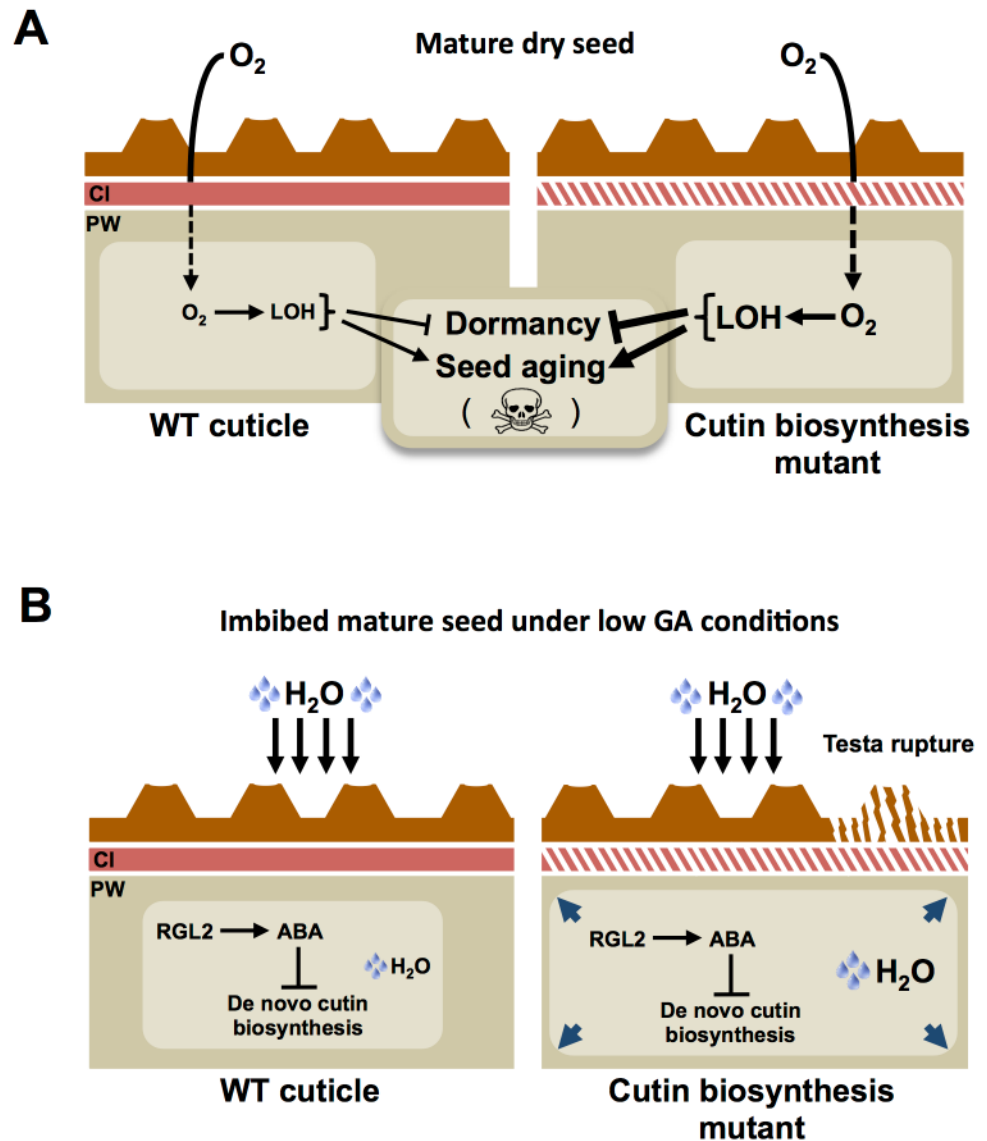 A
Mature dry seed
O₂
O₂
CI
PW
O₂ LOH }
{ LOH O₂
Dormancy
Seed aging
( )
WT cuticle
Cutin biosynthesis
mutant
B
Imbibed mature seed under low GA conditions
H₂O
H₂O
Testa rupture
CI
PW
RGL2 ABA
H₂O
De novo cutin
biosynthesis
RGL2 ABA
H₂O
De novo cutin
biosynthesis
WT cuticle
Cutin biosynthesis
mutant